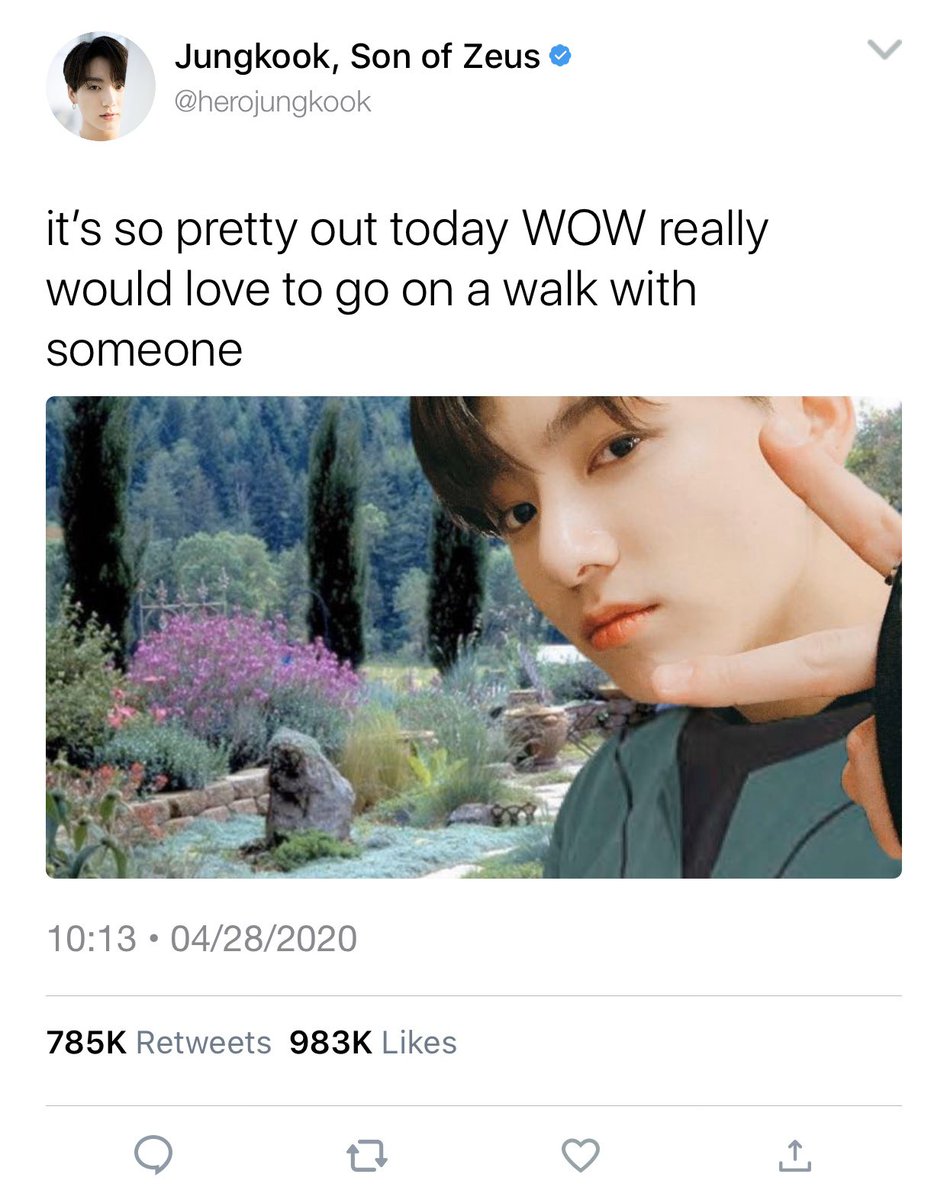 Jungkook, Son of Zeus
@herojungkook
it’s so pretty out today WOW really
would love to go on a walk with
someone
10:13 • 04/28/2020
785K Retweets 983K Likes